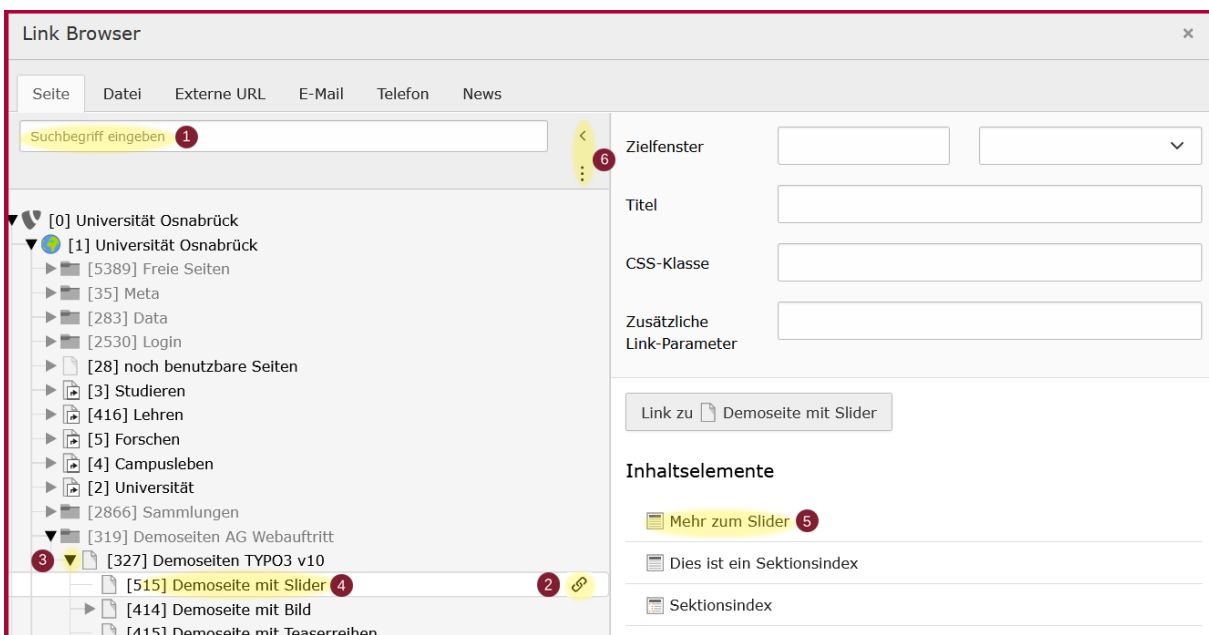 Link Browser
×
Seite Datei Externe URL E-Mail Telefon News
Suchbegriff eingeben 1
6
[0] Universität Osnabrück
[1] Universität Osnabrück
[5389] Freie Seiten
[35] Meta
[283] Data
[2530] Login
[28] noch benutzbare Seiten
[3] Studieren
[416] Lehren
[5] Forschen
[4] Campusleben
[2] Universität
[2866] Sammlungen
[319] Demoseiten AG Webauftritt
3 [327] Demoseiten TYPO3 v10
[515] Demoseite mit Slider 4 2
[414] Demoseite mit Bild
[415] Demoseite mit Teaserreihen
Zielfenster
Titel
CSS-Klasse
Zusätzliche
Link-Parameter
Link zu Demoseite mit Slider
Inhaltselemente
Mehr zum Slider 5
Dies ist ein Sektionsindex
Sektionsindex